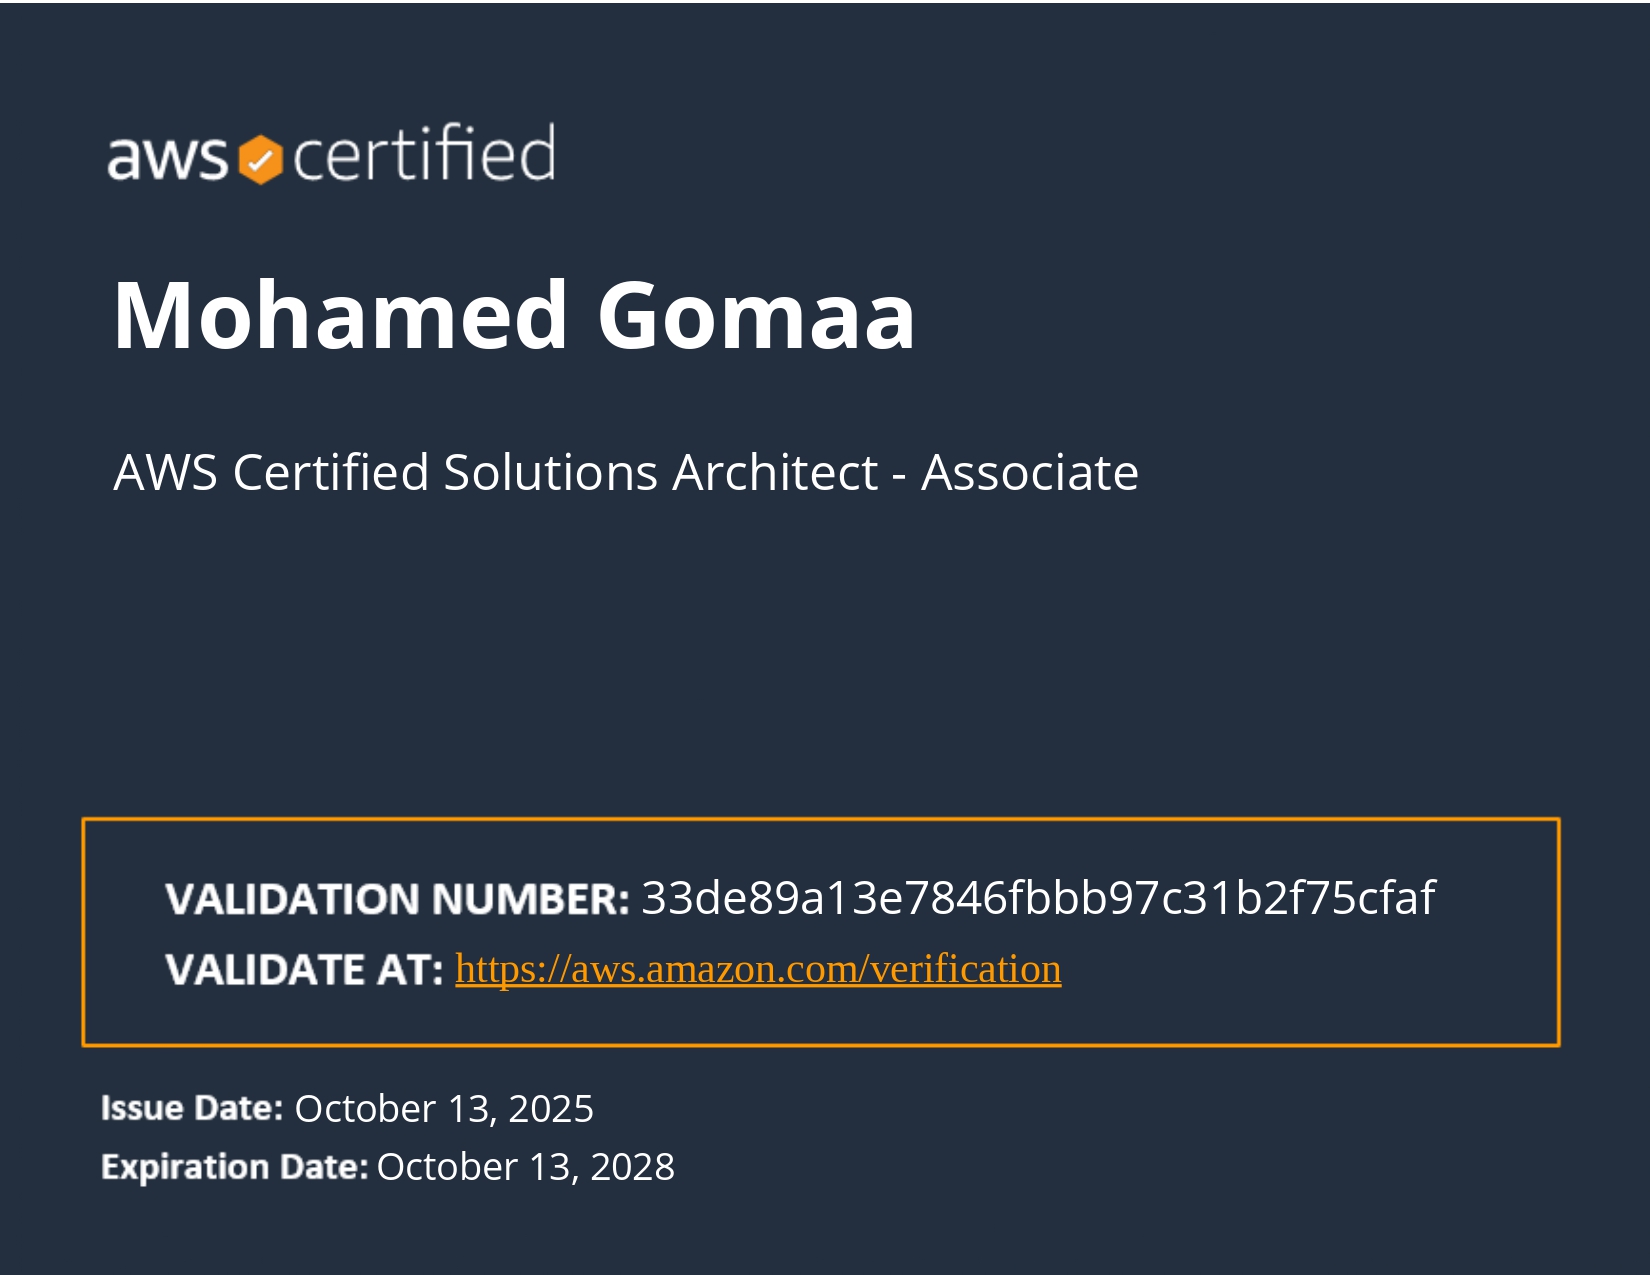 aws certified
Mohamed Gomaa
AWS Certified Solutions Architect - Associate
VALIDATION NUMBER: 33de89a13e7846fbbb97c31b2f75cfaf
VALIDATE AT: https://aws.amazon.com/verification
Issue Date: October 13, 2025
Expiration Date: October 13, 2028